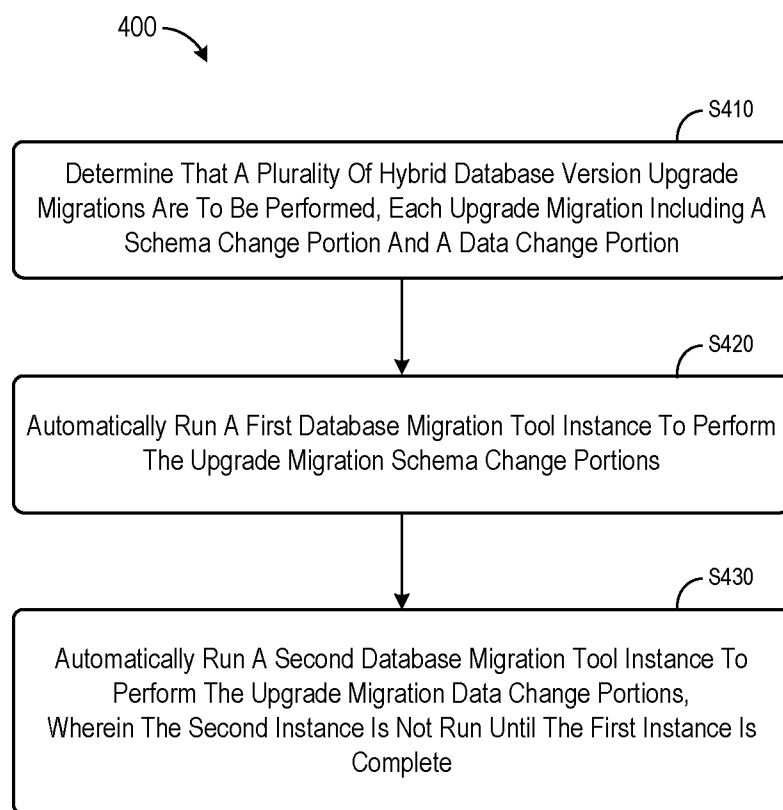 400
S410
Determine That A Plurality Of Hybrid Database Version Upgrade
Migrations Are To Be Performed, Each Upgrade Migration Including A
Schema Change Portion And A Data Change Portion
S420
Automatically Run A First Database Migration Tool Instance To Perform
The Upgrade Migration Schema Change Portions
S430
Automatically Run A Second Database Migration Tool Instance To
Perform The Upgrade Migration Data Change Portions,
Wherein The Second Instance Is Not Run Until The First Instance Is
Complete